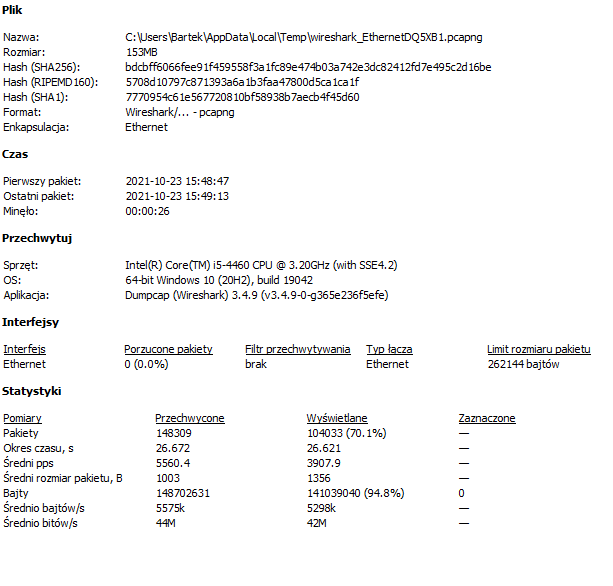 Plik
Nazwa: C:\Users\Bartek\AppData\Local\Temp\wireshark_EthernetDQ5XB1.pcapng
Rozmiar: 153MB
Hash (SHA256): bdcbff6066fee91f459558f3a1fc89e474b03a742e3dc82412fd7e495c2d16be
Hash (RIPEMD160): 5708d10797c871393a6a1b3faa47800d5ca1ca1f
Hash (SHA1): 7770954c61e567720810bf58938b7aecb4f45d60
Format: Wireshark/... - pcapng
Enkapsulacja: Ethernet
Czas
Pierwszy pakiet: 2021-10-23 15:48:47
Ostatni pakiet: 2021-10-23 15:49:13
Minęło: 00:00:26
Przechwytuj
Sprzęt: Intel(R) Core(TM) i5-4460 CPU @ 3.20GHz (with SSE4.2)
OS: 64-bit Windows 10 (20H2), build 19042
Aplikacja: Dumpcap (Wireshark) 3.4.9 (v3.4.9-0-g365e236f5efe)
Interfejsy
Interfejs Porzucone pakiety Filtr przechwytywania Typ łącza Limit rozmiaru pakietu
Ethernet 0 (0.0%) brak Ethernet 262144 bajtów
Statystyki
Pomiary Przechwycone Wyświetlane Zaznaczone
Pakiety 148309 104033 (70.1%) —
Okres czasu, s 26.672 26.621 —
Średni pps 5560.4 3907.9 —
Średni rozmiar pakietu, B 1003 1356 —
Bajty 148702631 141039040 (94.8%) 0
Średnio bajtów/s 5575k 5298k —
Średnio bitów/s 44M 42M —